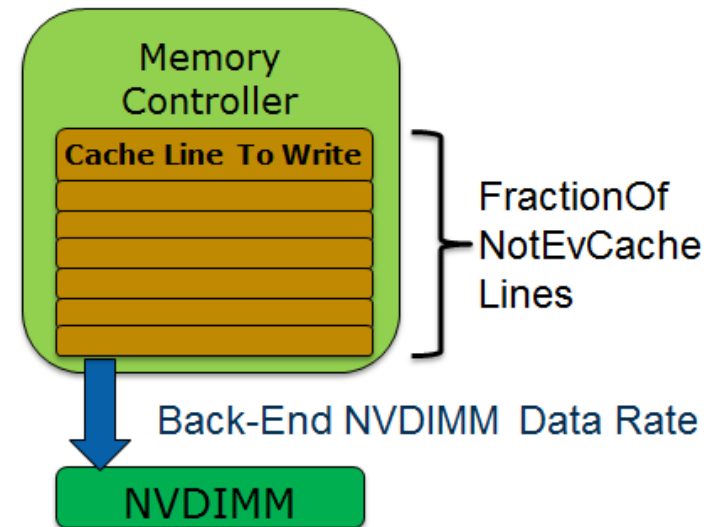 Memory
Controller
Cache Line To Write
FractionOf
NotEvCache
Lines
Back-End NVDIMM Data Rate
NVDIMM